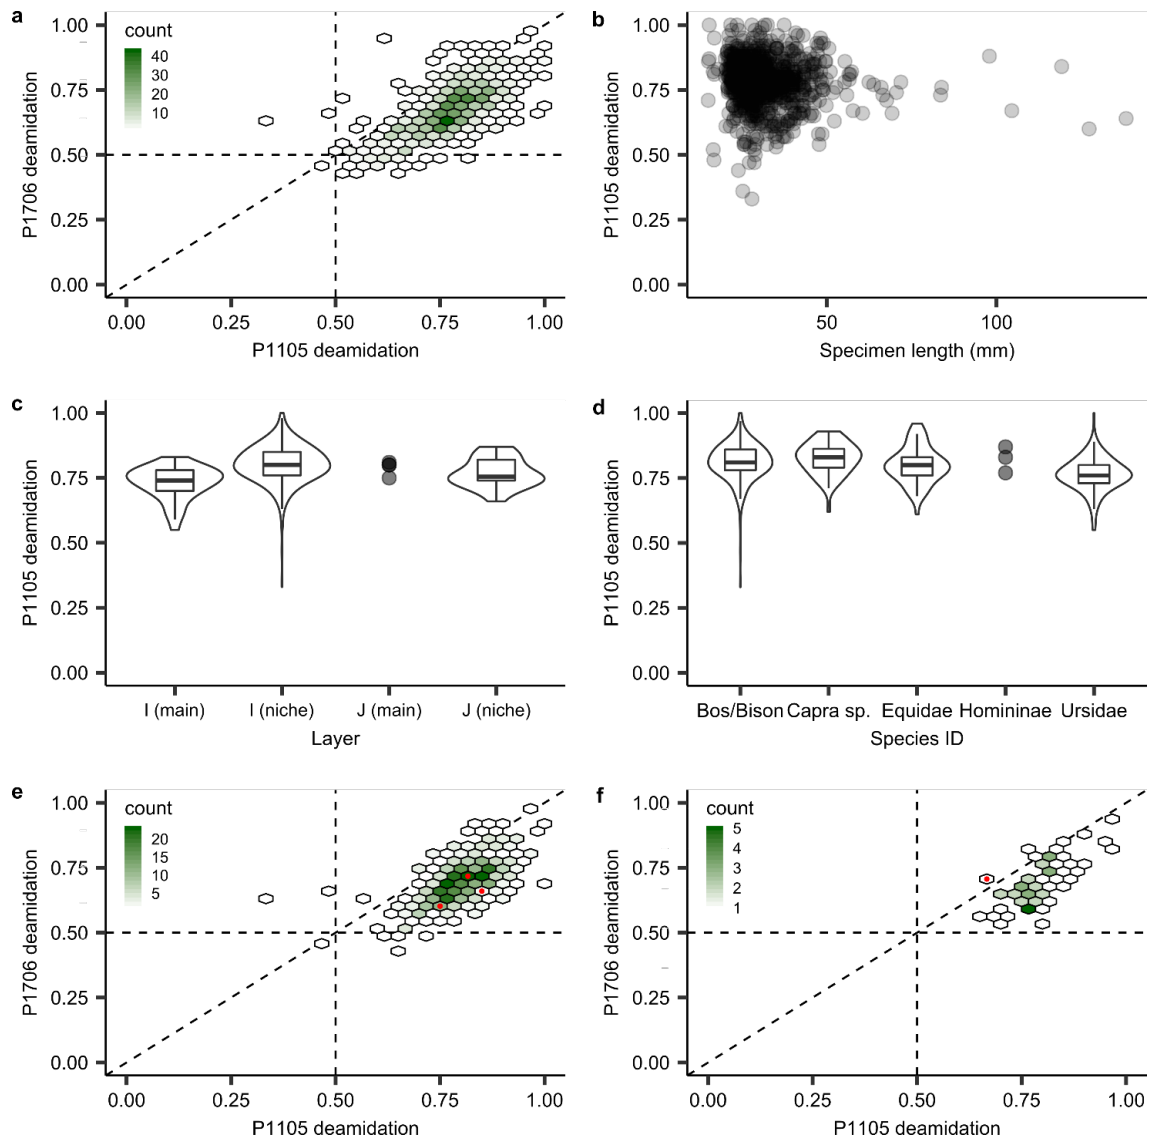 a
count
40
30
20
10
1.00
0.75
0.50
0.25
0.00
P1706 deamidation
0.00 0.25 0.50 0.75 1.00
P1105 deamidation
b
1.00
0.75
0.50
0.25
0.00
P1105 deamidation
50 100
Specimen length (mm)
c
1.00
0.75
0.50
0.25
0.00
P1105 deamidation
I (main) I (niche) J (main) J (niche)
Layer
d
1.00
0.75
0.50
0.25
0.00
P1105 deamidation
Bos/Bison Capra sp. Equidae Homininae Ursidae
Species ID
e
count
20
15
10
5
1.00
0.75
0.50
0.25
0.00
P1706 deamidation
0.00 0.25 0.50 0.75 1.00
P1105 deamidation
f
count
5
4
3
2
1
1.00
0.75
0.50
0.25
0.00
P1706 deamidation
0.00 0.25 0.50 0.75 1.00
P1105 deamidation